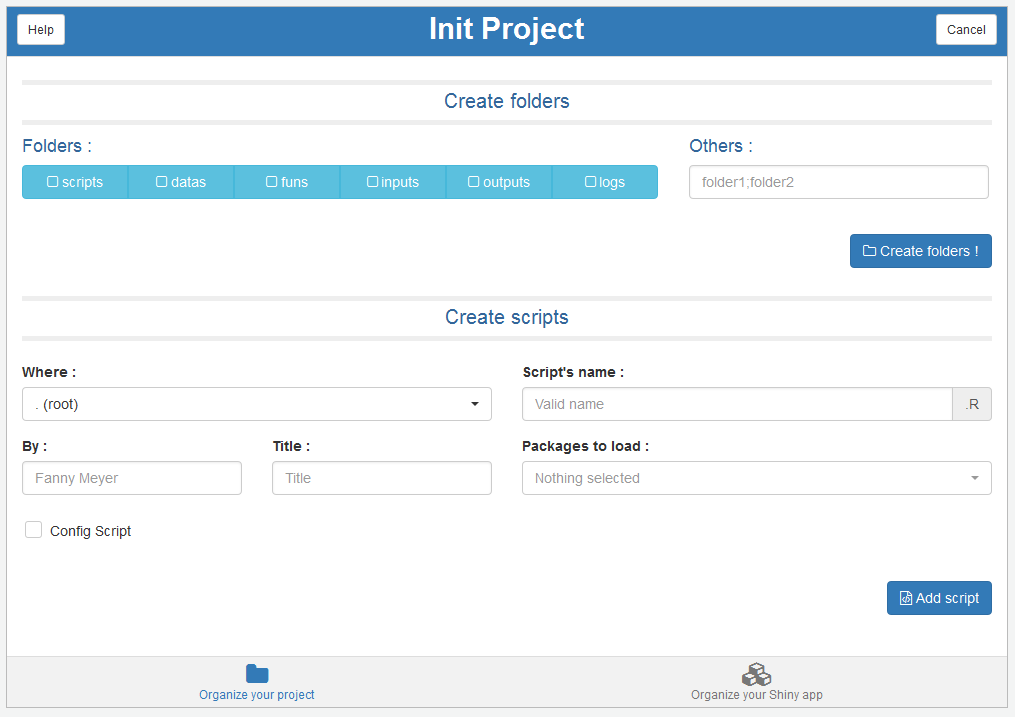 Help
Init Project
Cancel
Create folders
Folders :
Others :
scripts
datas
funs
inputs
outputs
logs
folder1;folder2
Create folders !
Create scripts
Where :
Script's name :
. (root)
Valid name
.R
By :
Title :
Packages to load :
Fanny Meyer
Title
Nothing selected
Config Script
Add script
Organize your project
Organize your Shiny app